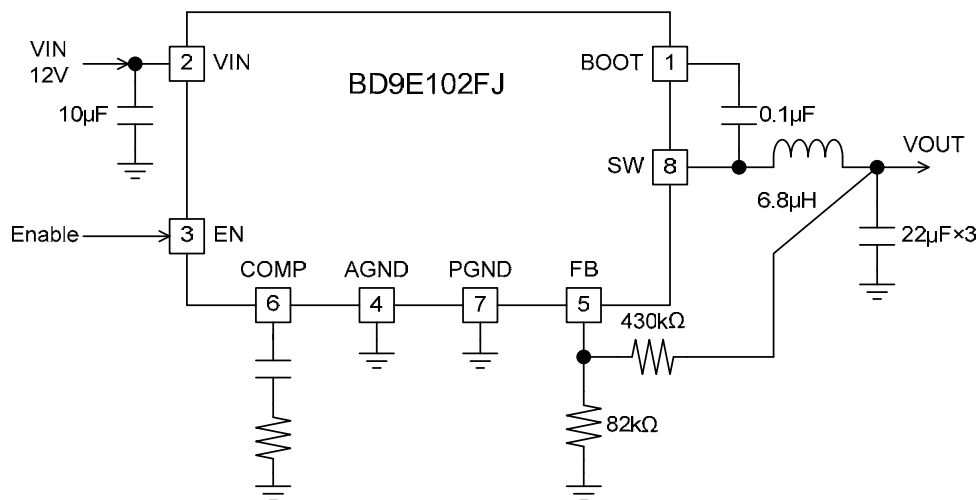 VIN
12V
2
VIN
10µF
BD9E102FJ
BOOT
1
0.1µF
SW
8
VOUT
6.8µH
22µF×3
Enable
3
EN
COMP
6
AGND
4
PGND
7
FB
5
430kΩ
82kΩ